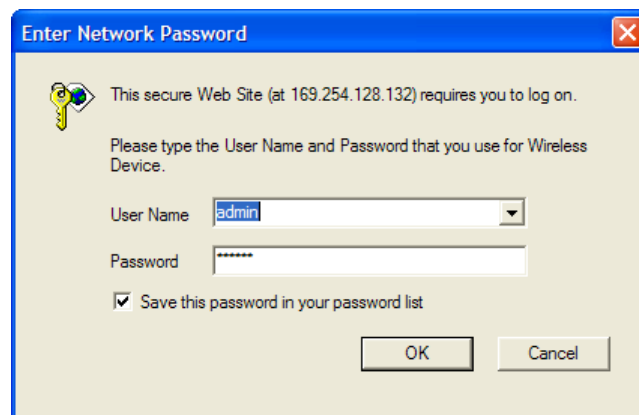 Enter Network Password
This secure Web Site (at 169.254.128.132) requires you to log on.
Please type the User Name and Password that you use for Wireless
Device.
User Name admin
Password ******
Save this password in your password list
OK Cancel